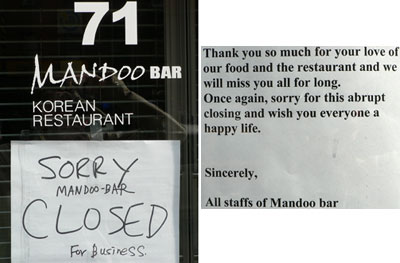 71
MANDOO BAR
KOREAN
RESTAURANT
SORRY
MANDOO-BAR
CLOSED
For Business.
Thank you so much for your love of
our food and the restaurant and we
will miss you all for long.
Once again, sorry for this abrupt
closing and wish you everyone a
happy life.
Sincerely,
All staffs of Mandoo bar